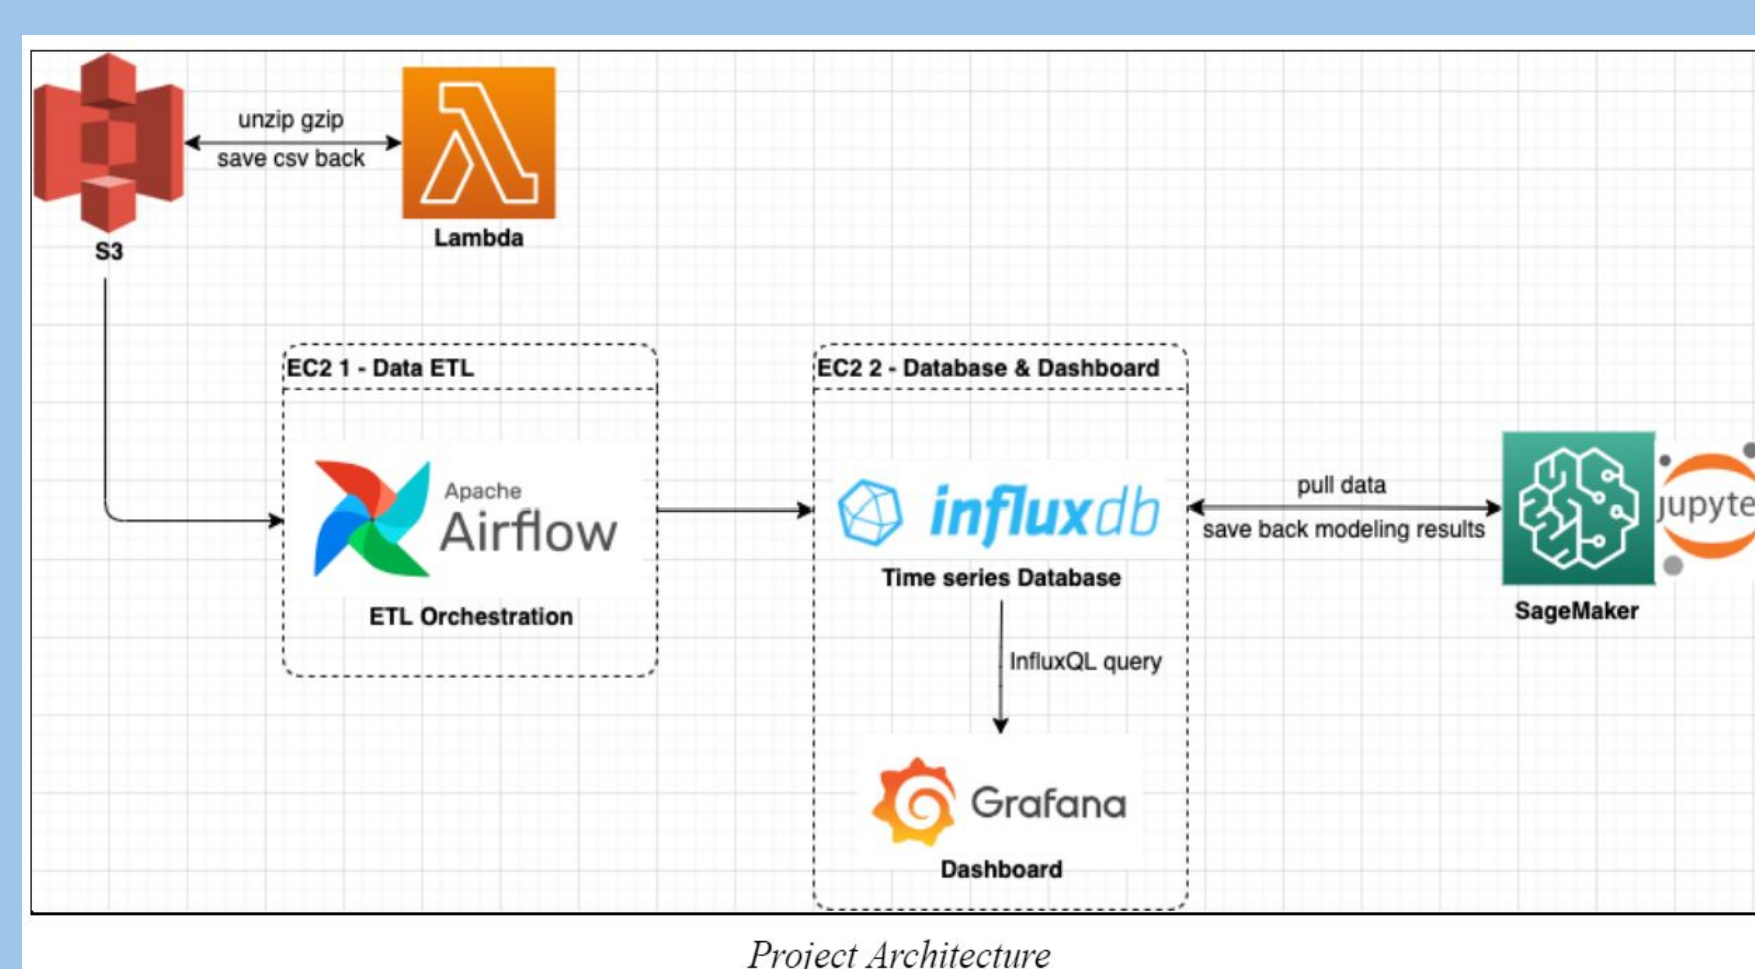 unzip gzip
save csv back
S3
Lambda
EC2 1 - Data ETL
Apache
Airflow
ETL Orchestration
EC2 2 - Database & Dashboard
influxdb
Time series Database
InfluxQL query
Grafana
Dashboard
pull data
save back modeling results
jupyte
SageMaker
Project Architecture